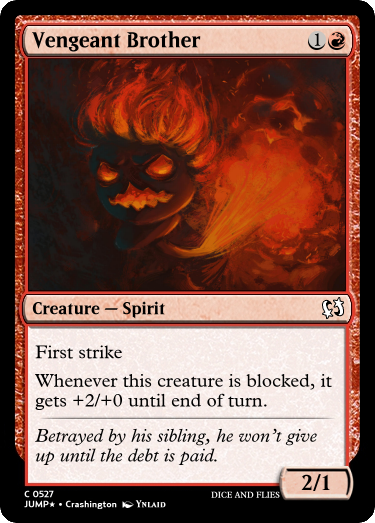 Vengeant Brother 1
Creature — Spirit
First strike
Whenever this creature is blocked, it
gets +2/+0 until end of turn.
Betrayed by his sibling, he won't give
up until the debt is paid.
2/1
C 0527
JUMP★ • Crashington Ynlaid
DICE AND FLIES